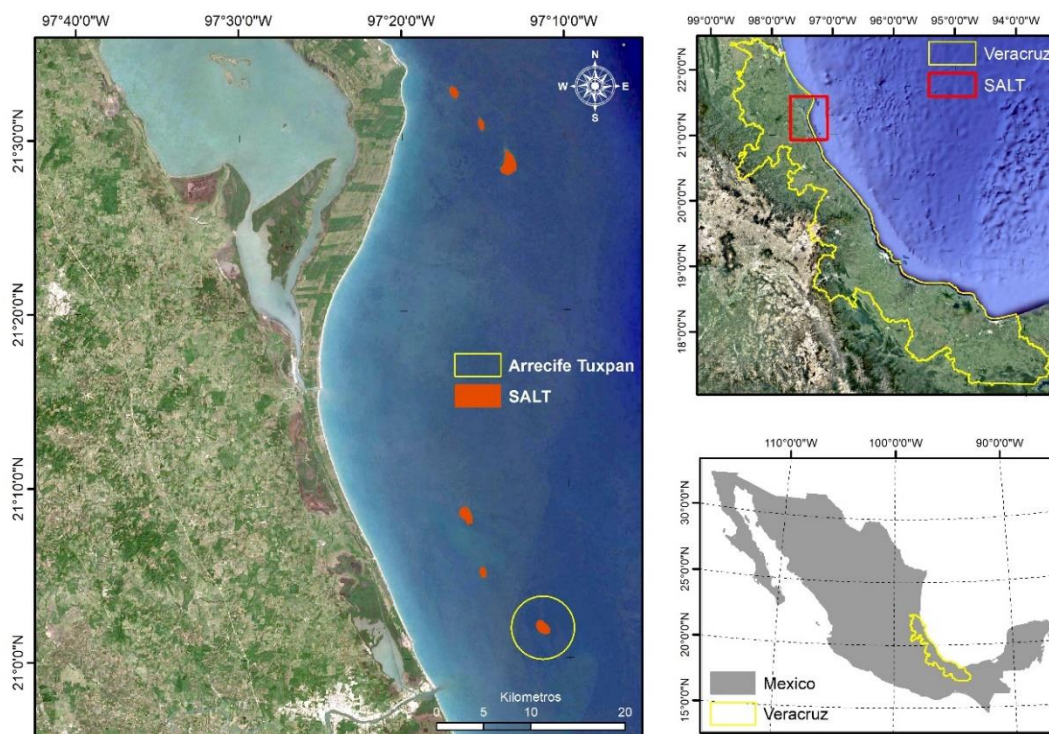 97°40'0"W 97°30'0"W 97°20'0"W 97°10'0"W
N
W E
S
21°30'0"N
21°20'0"N
21°10'0"N
21°0'0"N
Arrecife Tuxpan
SALT
Kilometros
0 5 10 20
99°0'0"W 98°0'0"W 97°0'0"W 96°0'0"W 95°0'0"W 94°0'0"W
Veracruz
SALT
22°0'0"N
21°0'0"N
20°0'0"N
19°0'0"N
18°0'0"N
110°0'0"W 100°0'0"W 90°0'0"W
30°0'0"N
25°0'0"N
20°0'0"N
15°0'0"N
Mexico
Veracruz